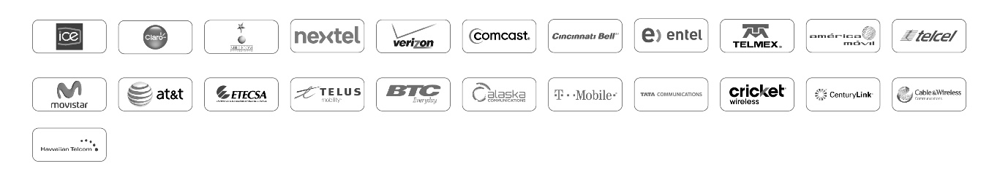 ice
Claro
MILLICOM
nextel
verizon
comcast.
Cincinnati Bell
e) entel
TELMEX
américa
móvil
telcel
movistar
at&t
ETECSA
TELUS
mobility
BTC
Everyday.
alaska
COMMUNICATIONS
T··Mobile·
TATA COMMUNICATIONS
cricket
wireless
CenturyLink
Cable&Wireless
Communications
Hawaiian Telcom